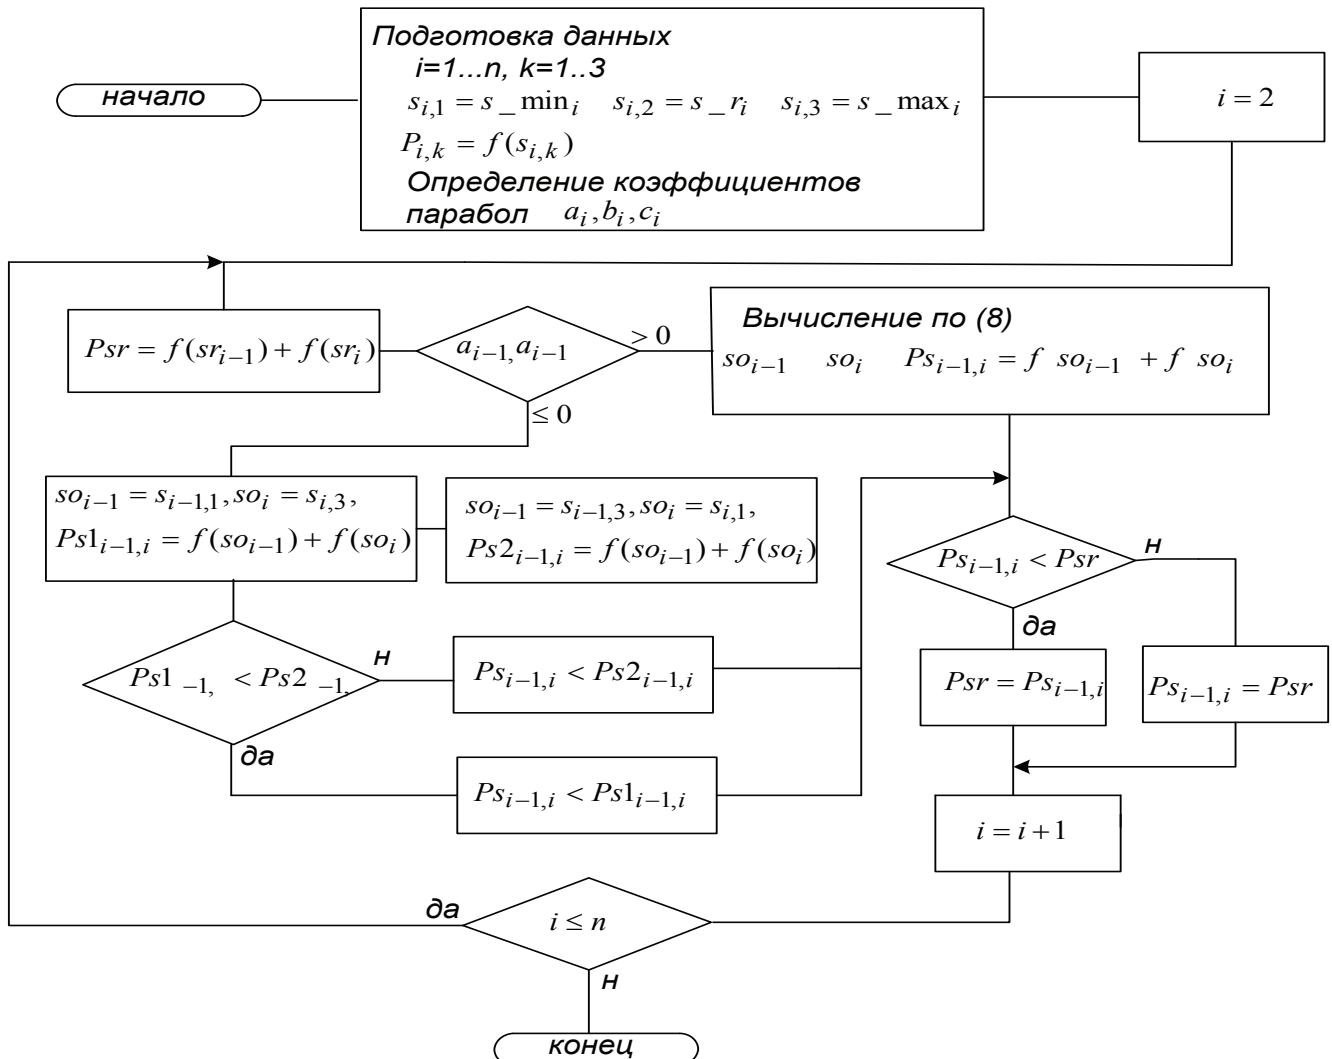 начало
Подготовка данных
i=1...n, k=1..3
s_{i,1} = s_min_i s_{i,2} = s_r_i s_{i,3} = s_max_i
P_{i,k} = f(s_{i,k})
Определение коэффициентов
парабол a_i, b_i, c_i
i = 2
Psr = f(sr_{i−1}) + f(sr_i)
a_{i−1}, a_{i−1}
> 0
≤ 0
Вычисление по (8)
so_{i−1} so_i Ps_{i−1,i} = f so_{i−1} + f so_i
so_{i−1} = s_{i−1,1}, so_i = s_{i,3},
Ps1_{i−1,i} = f(so_{i−1}) + f(so_i)
so_{i−1} = s_{i−1,3}, so_i = s_{i,1},
Ps2_{i−1,i} = f(so_{i−1}) + f(so_i)
Ps_{i−1,i} < Psr
н
да
Ps1_{−1,} < Ps2_{−1,}
н
да
Ps_{i−1,i} < Ps2_{i−1,i}
Psr = Ps_{i−1,i}
Ps_{i−1,i} = Psr
Ps_{i−1,i} < Ps1_{i−1,i}
i = i + 1
i ≤ n
да
н
конец